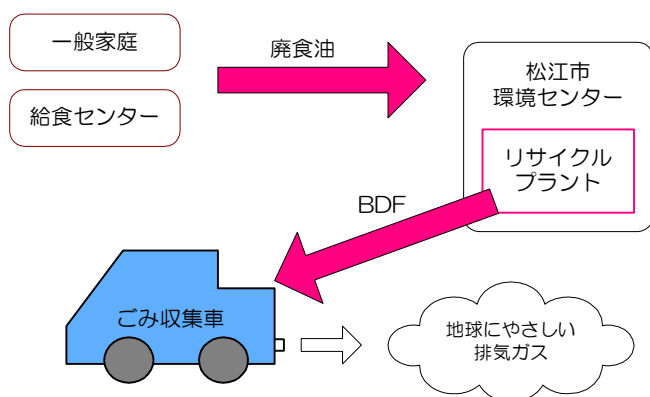 一般家庭
給食センター
廃食油
松江市
環境センター
リサイクル
プラント
BDF
ごみ収集車
地球にやさしい
排気ガス